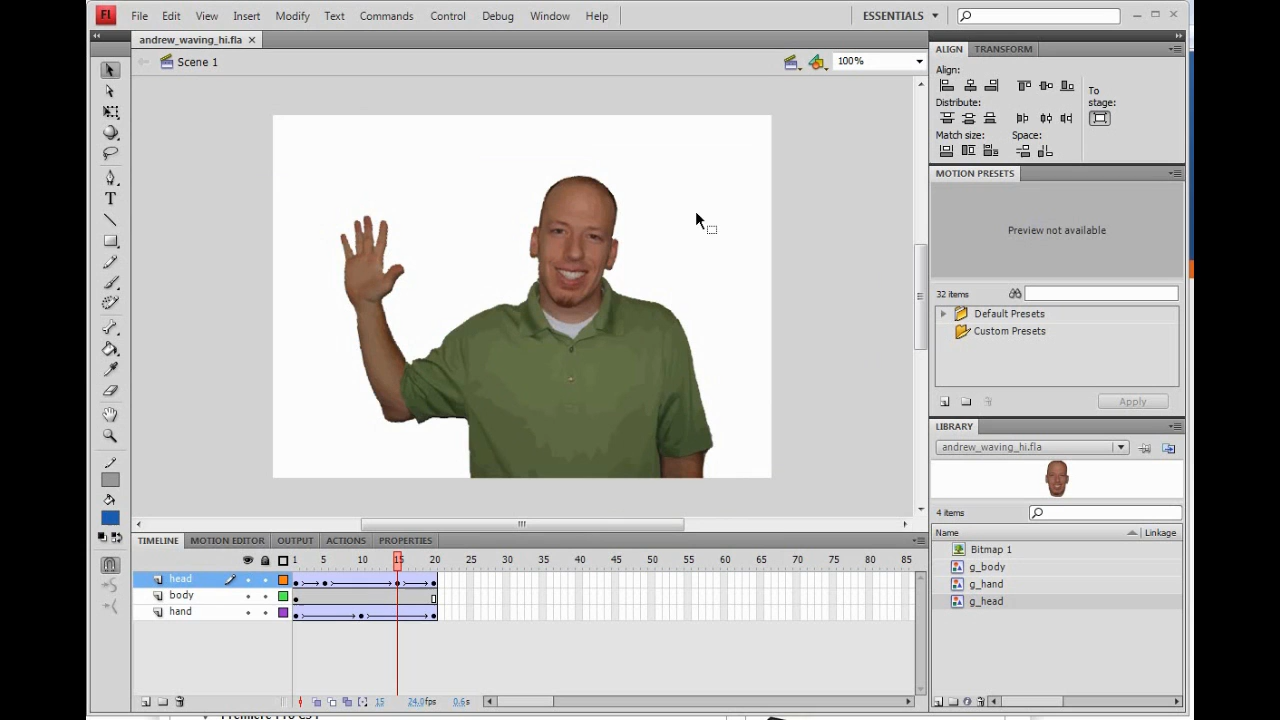 Fl File Edit View Insert Modify Text Commands Control Debug Window Help ESSENTIALS
andrew_waving_hi.fla
Scene 1 100%
ALIGN TRANSFORM
Align:
To
stage:
Distribute:
Match size: Space:
MOTION PRESETS
Preview not available
32 items
Default Presets
Custom Presets
Apply
LIBRARY
andrew_waving_hi.fla
4 items
Name Linkage
Bitmap 1
g_body
g_hand
g_head
TIMELINE MOTION EDITOR OUTPUT ACTIONS PROPERTIES
1 5 10 15 20 25 30 35 40 45 50 55 60 65 70 75 80 85
head
body
hand
15 24.0fps 0.6s